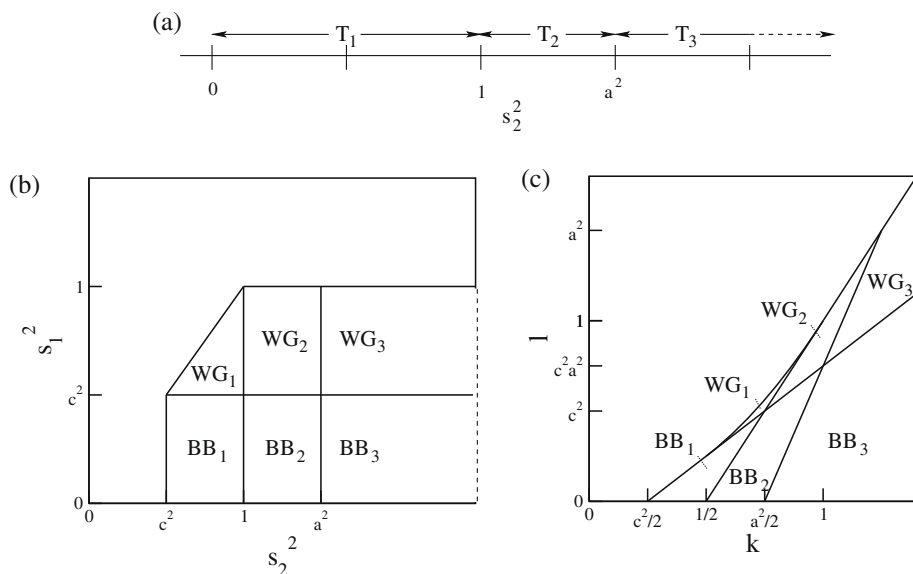 (a)
T₁ T₂ T₃
0 1 a²
s₂²
(b)
s₁²
1
c²
0
WG₁ WG₂ WG₃
BB₁ BB₂ BB₃
0 c² 1 a²
s₂²
(c)
l
a²
1
c²a²
c²
0
WG₃
WG₂
WG₁
BB₁
BB₂
BB₃
0 c²/2 1/2 a²/2 1
k